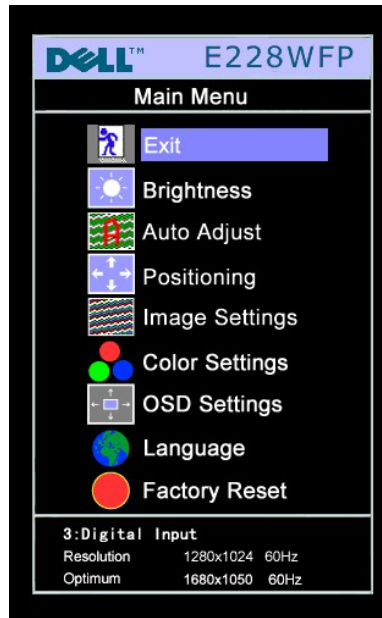 DELL™ E228WFP
Main Menu
Exit
Brightness
Auto Adjust
Positioning
Image Settings
Color Settings
OSD Settings
Language
Factory Reset
3:Digital Input
Resolution 1280x1024 60Hz
Optimum 1680x1050 60Hz